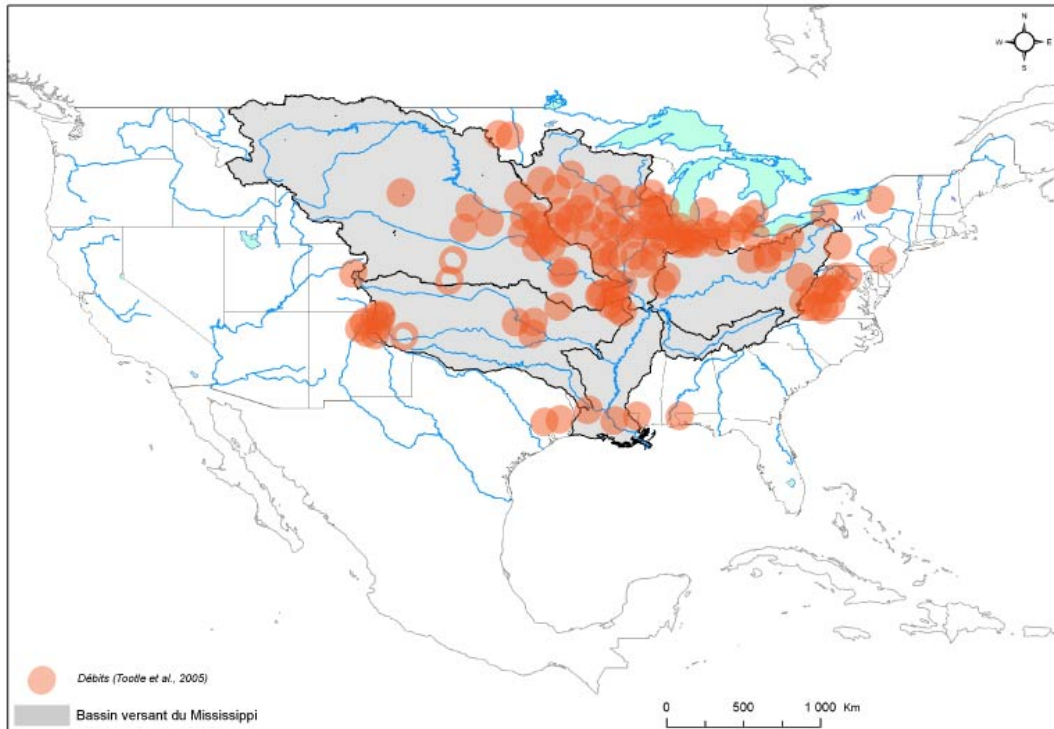 N
W E
S
Débits (Tootle et al., 2005)
Bassin versant du Mississippi
0 500 1 000 Km